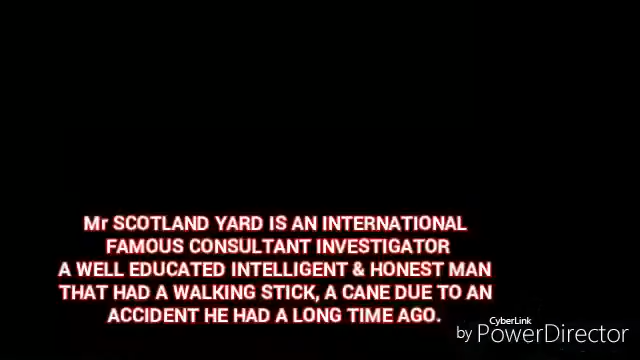 Mr SCOTLAND YARD IS AN INTERNATIONAL
FAMOUS CONSULTANT INVESTIGATOR
A WELL EDUCATED INTELLIGENT & HONEST MAN
THAT HAD A WALKING STICK, A CANE DUE TO AN
ACCIDENT HE HAD A LONG TIME AGO.
CyberLink
by PowerDirector